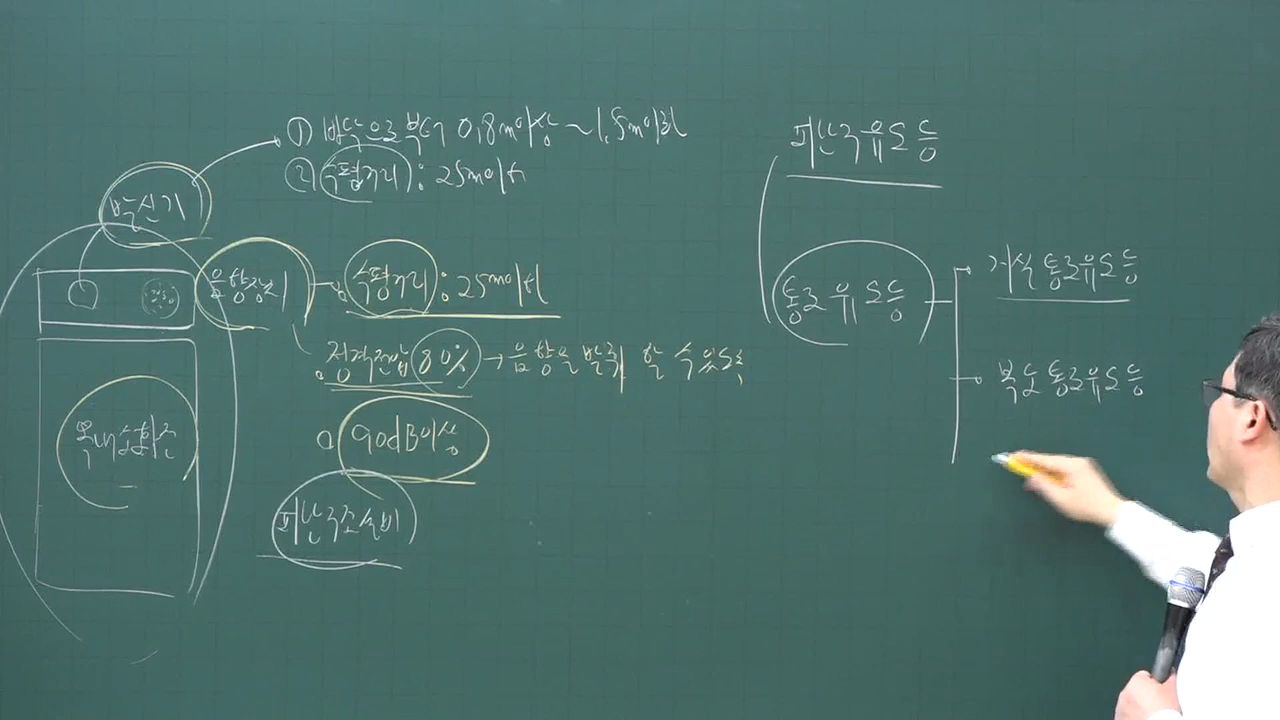 ① 바닥으로부터 0.8m이상 ~ 1.5m이하
② 수평거리 : 25m이하
발신기
음향장치
수평거리 : 25m이하
정격전압 80% → 음향을 발할 수 있도록
90dB이상
옥내소화전
피난구조설비
피난구유도등
통로유도등
거실통로유도등
복도통로유도등